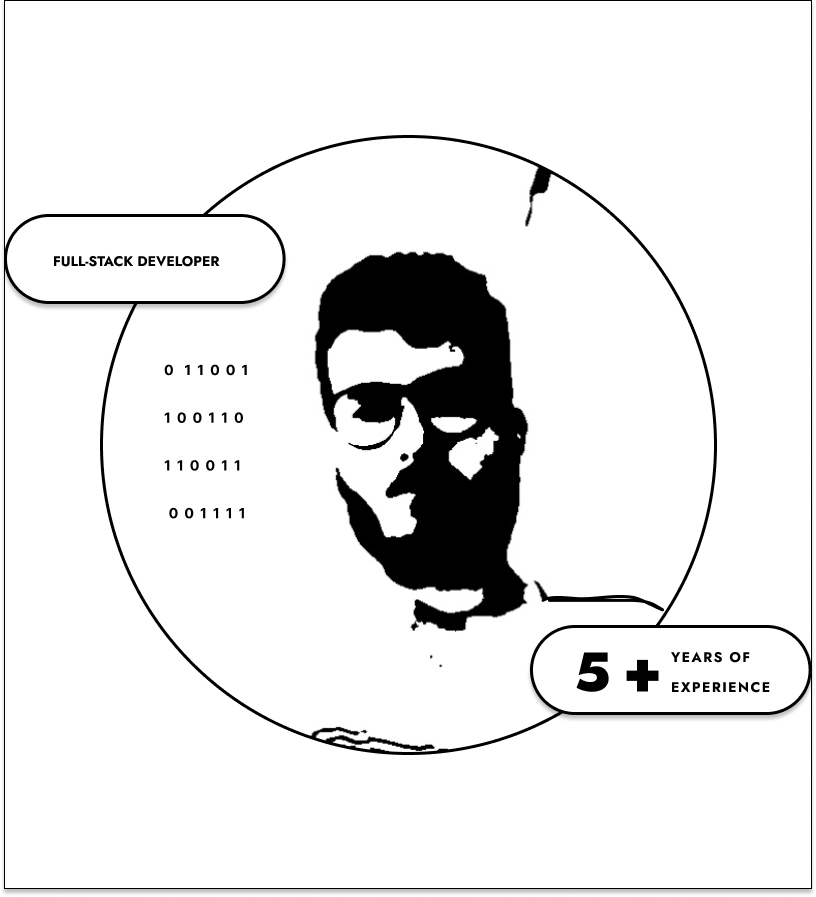 FULL-STACK DEVELOPER
0 11001
100110
110011
001111
5 + YEARS OF
EXPERIENCE